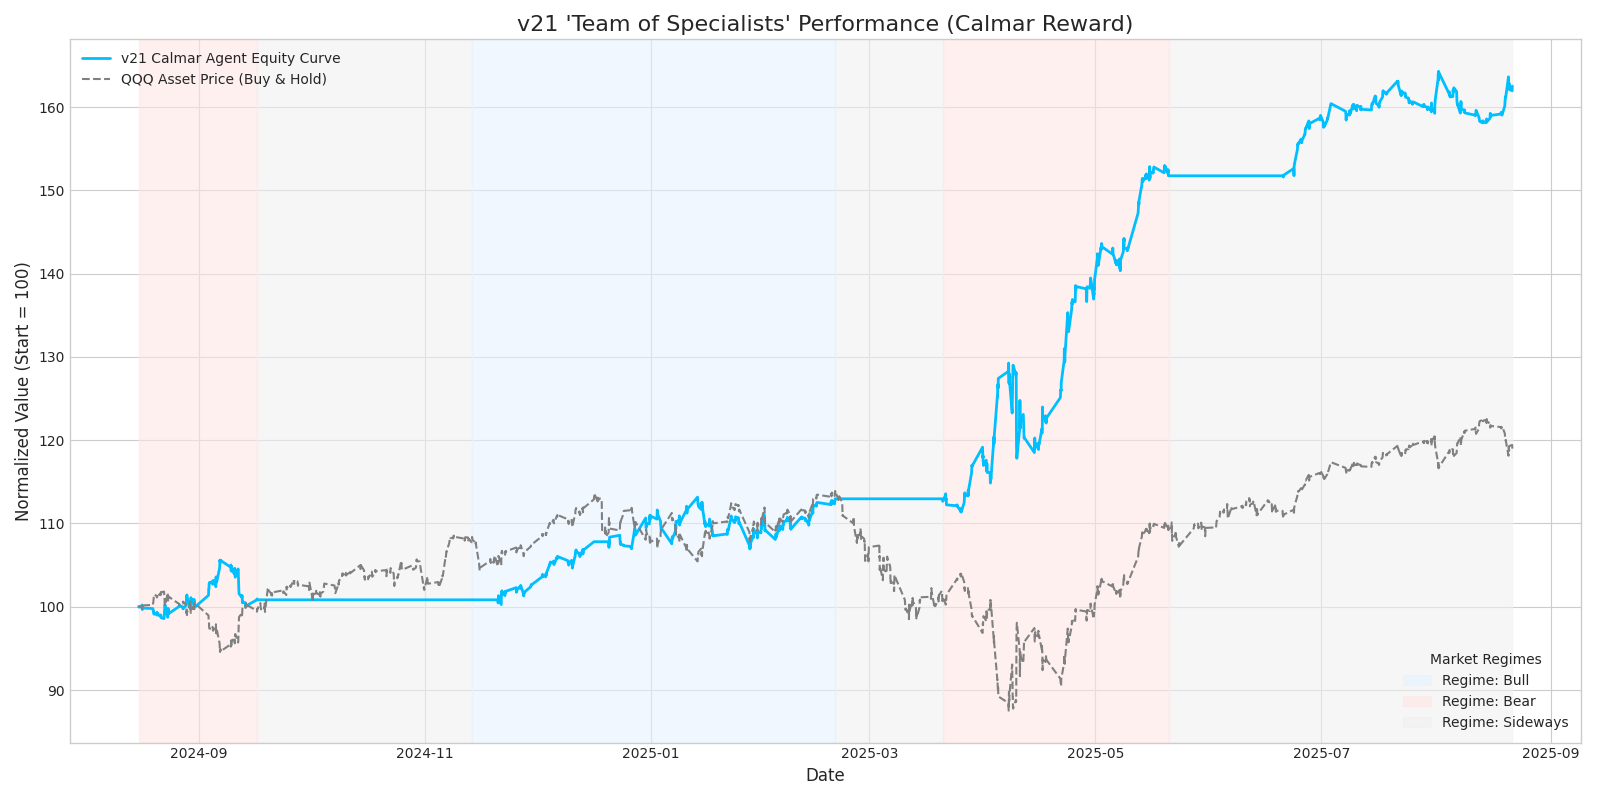 v21 'Team of Specialists' Performance (Calmar Reward)
v21 Calmar Agent Equity Curve
QQQ Asset Price (Buy & Hold)
Normalized Value (Start = 100)
160
150
140
130
120
110
100
90
Market Regimes
Regime: Bull
Regime: Bear
Regime: Sideways
2024-09
2024-11
2025-01
2025-03
2025-05
2025-07
2025-09
Date